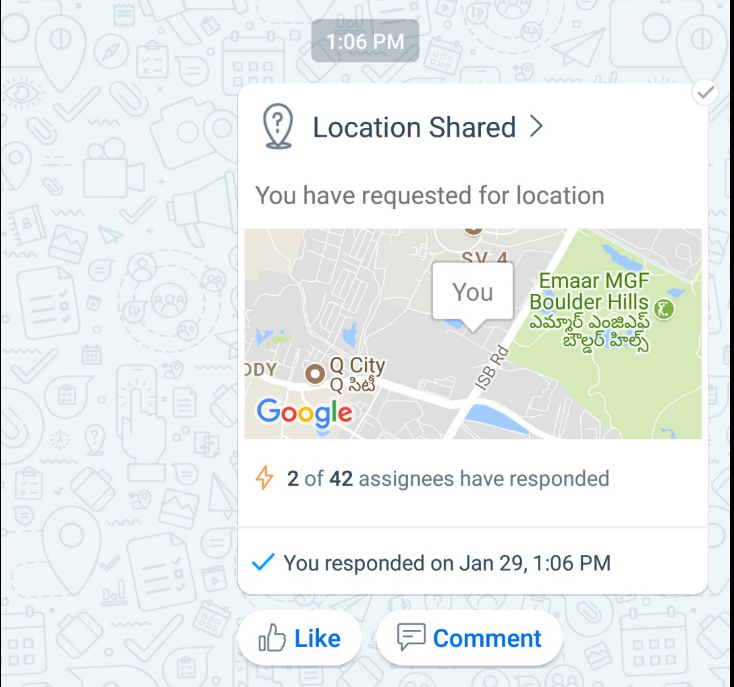 1:06 PM
Location Shared
You have requested for location
SV 4
You
Emaar MGF
Boulder Hills
ఎమ్మార్ ఎంజిఎఫ్
బౌల్డర్ హిల్స్
ISB Rd
ODY
Q City
Q సిటీ
Google
2 of 42 assignees have responded
You responded on Jan 29, 1:06 PM
Like
Comment